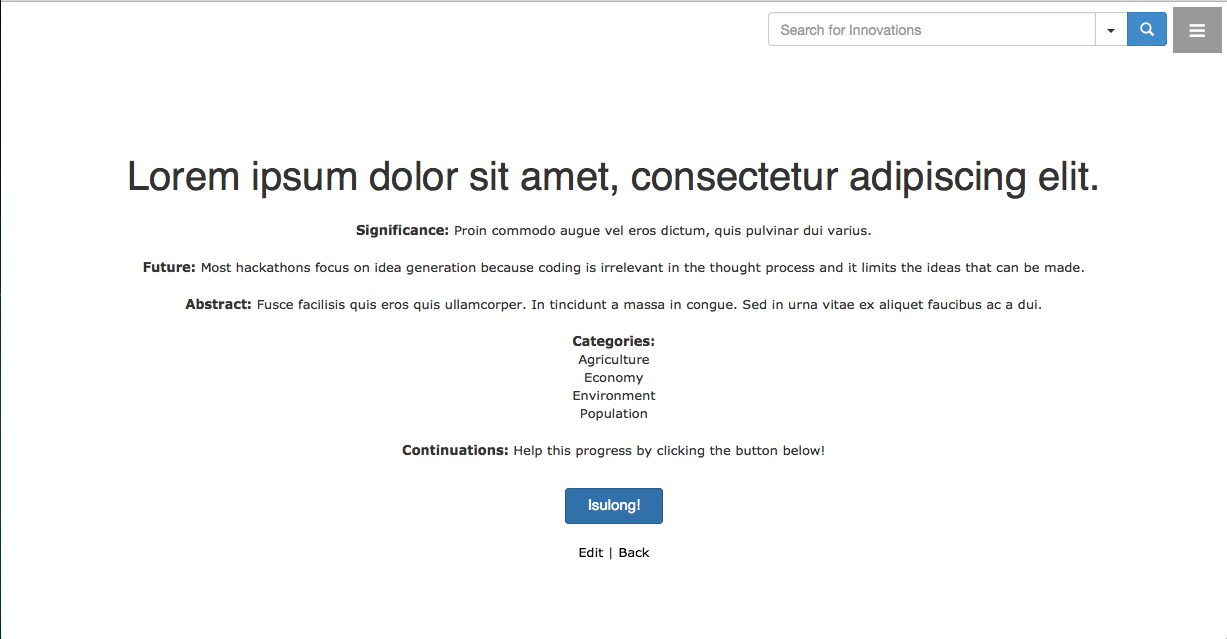 Search for Innovations
Lorem ipsum dolor sit amet, consectetur adipiscing elit.
Significance: Proin commodo augue vel eros dictum, quis pulvinar dui varius.
Future: Most hackathons focus on idea generation because coding is irrelevant in the thought process and it limits the ideas that can be made.
Abstract: Fusce facilisis quis eros quis ullamcorper. In tincidunt a massa in congue. Sed in urna vitae ex aliquet faucibus ac a dui.
Categories:
Agriculture
Economy
Environment
Population
Continuations: Help this progress by clicking the button below!
Isulong!
Edit | Back